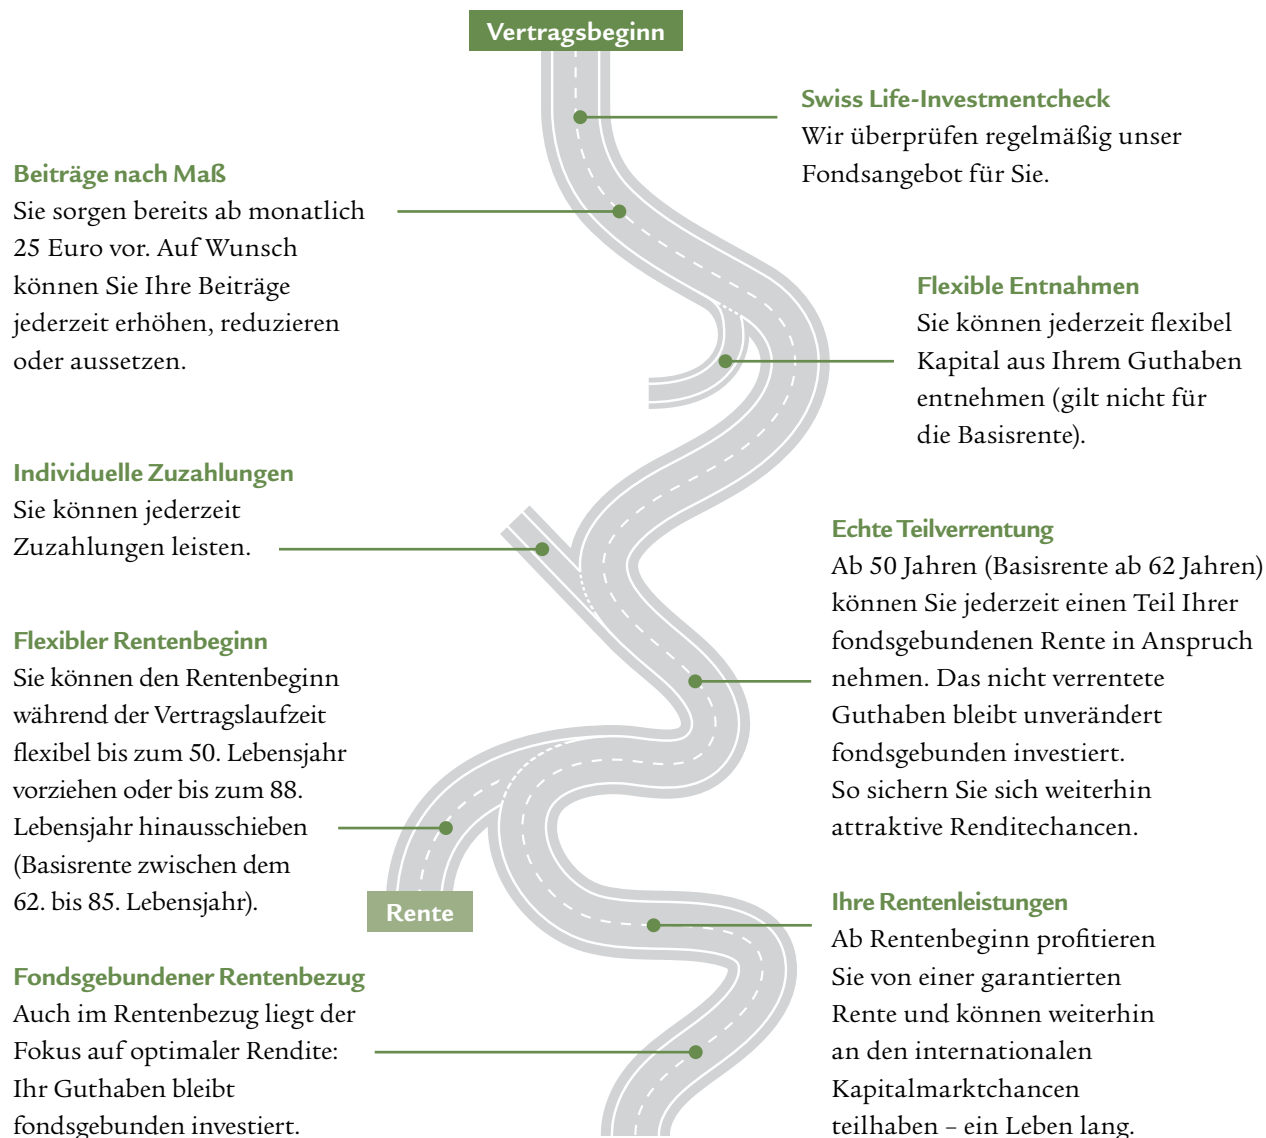 Vertragsbeginn
Swiss Life-Investmentcheck
Wir überprüfen regelmäßig unser
Fondsangebot für Sie.
Beiträge nach Maß
Sie sorgen bereits ab monatlich
25 Euro vor. Auf Wunsch
können Sie Ihre Beiträge
jederzeit erhöhen, reduzieren
oder aussetzen.
Flexible Entnahmen
Sie können jederzeit flexibel
Kapital aus Ihrem Guthaben
entnehmen (gilt nicht für
die Basisrente).
Individuelle Zuzahlungen
Sie können jederzeit
Zuzahlungen leisten.
Echte Teilverrentung
Ab 50 Jahren (Basisrente ab 62 Jahren)
können Sie jederzeit einen Teil Ihrer
fondsgebundenen Rente in Anspruch
nehmen. Das nicht verrentete
Guthaben bleibt unverändert
fondsgebunden investiert.
So sichern Sie sich weiterhin
attraktive Renditechancen.
Flexibler Rentenbeginn
Sie können den Rentenbeginn
während der Vertragslaufzeit
flexibel bis zum 50. Lebensjahr
vorziehen oder bis zum 88.
Lebensjahr hinausschieben
(Basisrente zwischen dem
62. bis 85. Lebensjahr).
Rente
Ihre Rentenleistungen
Ab Rentenbeginn profitieren
Sie von einer garantierten
Rente und können weiterhin
an den internationalen
Kapitalmarktchancen
teilhaben – ein Leben lang.
Fondsgebundener Rentenbezug
Auch im Rentenbezug liegt der
Fokus auf optimaler Rendite:
Ihr Guthaben bleibt
fondsgebunden investiert.